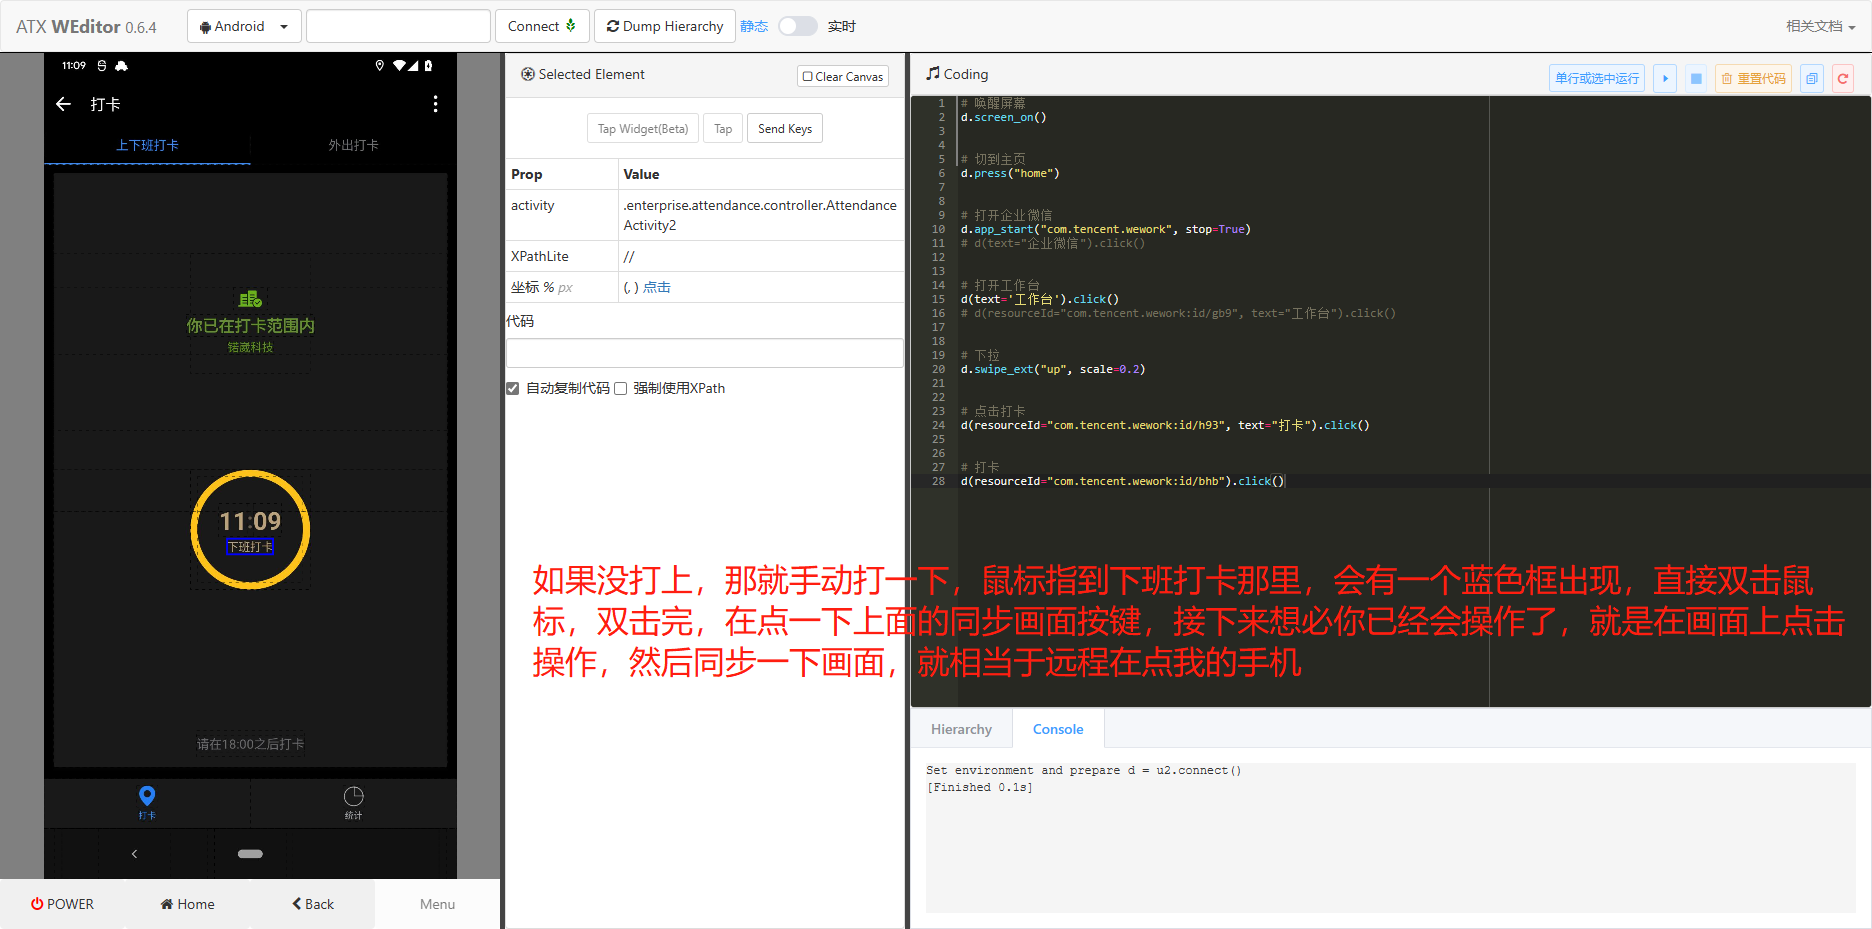 ATX WEditor 0.6.4
Android
Connect
Dump Hierarchy
静态
实时
相关文档
11:09
打卡
上下班打卡
外出打卡
你已在打卡范围内
锘崴科技
11:09
下班打卡
请在18:00之后打卡
打卡
统计
POWER
Home
Back
Menu
Selected Element
Clear Canvas
Tap Widget(Beta)
Tap
Send Keys
Prop Value
activity .enterprise.attendance.controller.Attendance
Activity2
XPathLite //
坐标 % px (, ) 点击
代码
自动复制代码 强制使用XPath
Coding
单行或选中运行
重置代码
1 # 唤醒屏幕
2 d.screen_on()
3
4
5 # 切到主页
6 d.press("home")
7
8
9 # 打开企业微信
10 d.app_start("com.tencent.wework", stop=True)
11 # d(text="企业微信").click()
12
13
14 # 打开工作台
15 d(text='工作台').click()
16 # d(resourceId="com.tencent.wework:id/gb9", text="工作台").click()
17
18
19 # 下拉
20 d.swipe_ext("up", scale=0.2)
21
22
23 # 点击打卡
24 d(resourceId="com.tencent.wework:id/h93", text="打卡").click()
25
26
27 # 打卡
28 d(resourceId="com.tencent.wework:id/bhb").click()
如果没打上，那就手动打一下，鼠标指到下班打卡那里，会有一个蓝色框出现，直接双击鼠
标，双击完，在点一下上面的同步画面按键，接下来想必你已经会操作了，就是在画面上点击
操作，然后同步一下画面，就相当于远程在点我的手机
Hierarchy
Console
Set environment and prepare d = u2.connect()
[Finished 0.1s]